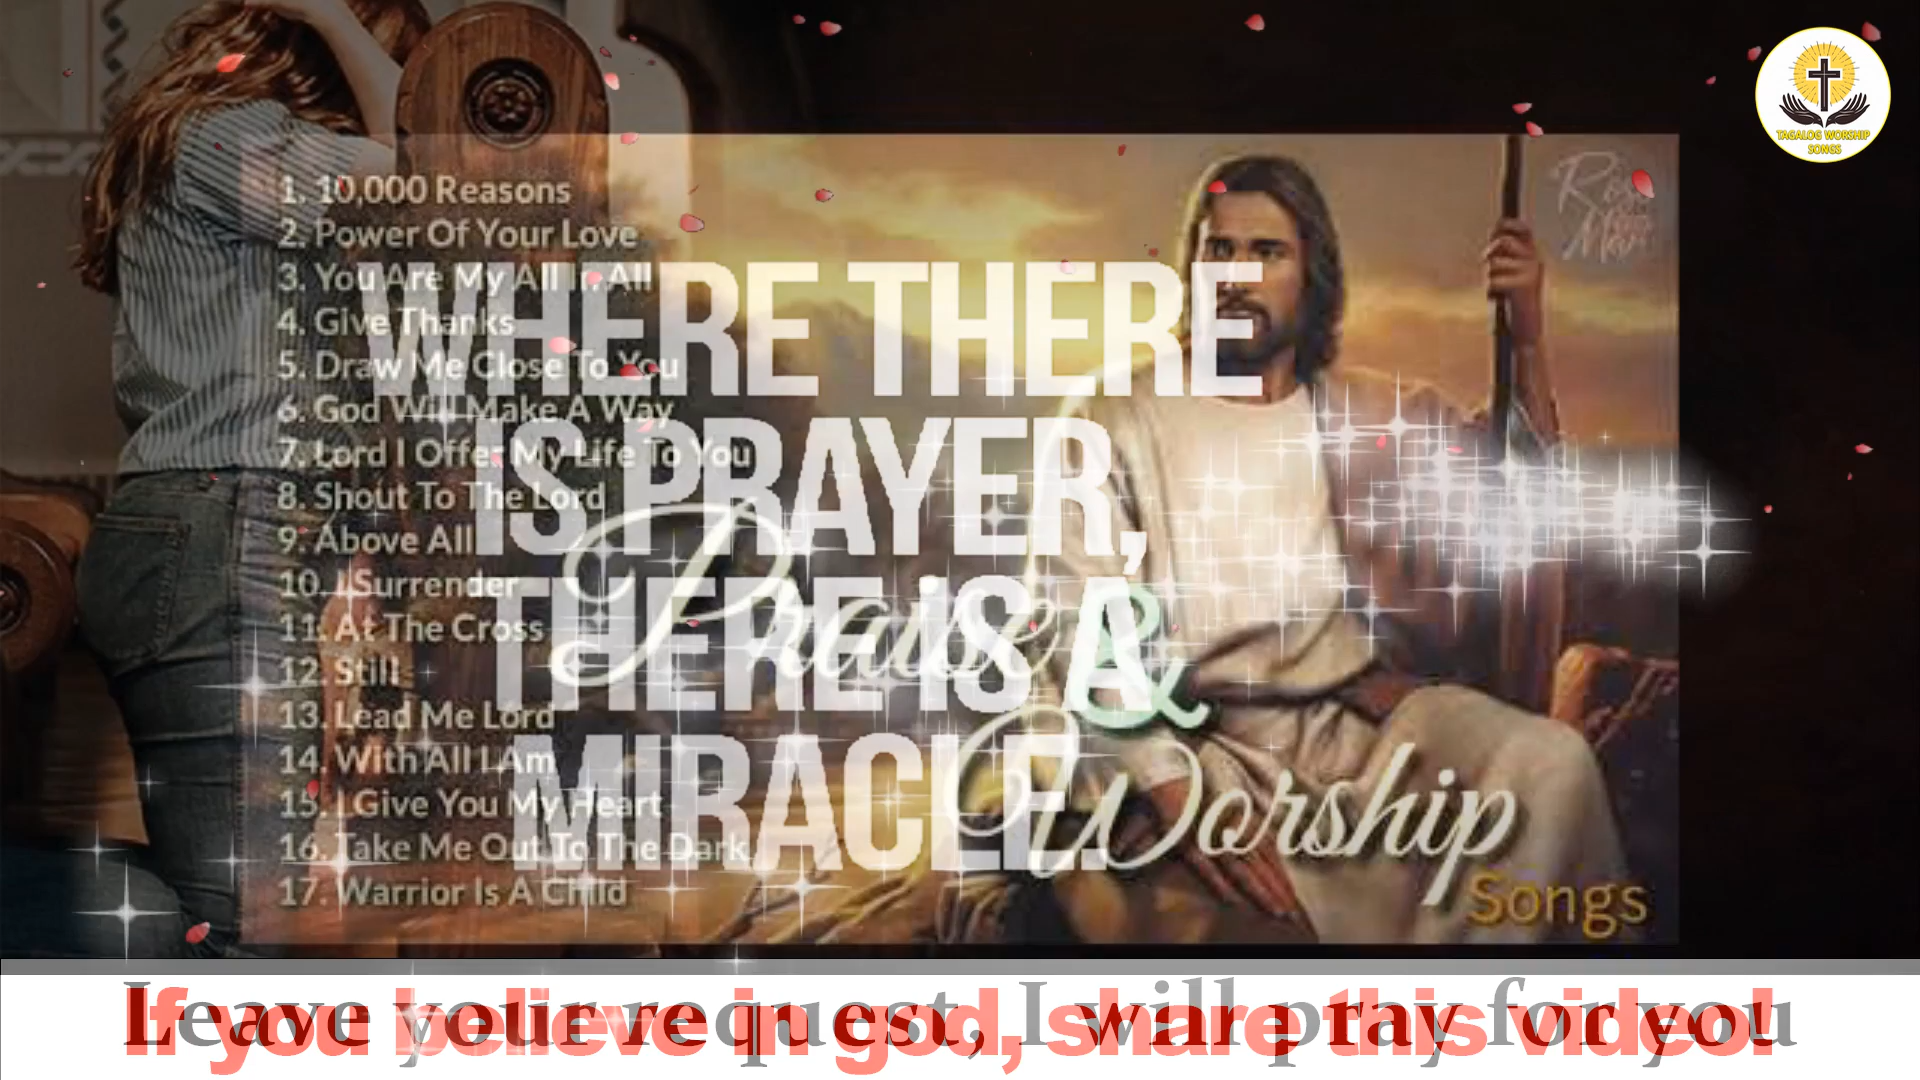 TAGALOG WORSHIP
SONGS
1. 10,000 Reasons
2. Power Of Your Love
3. You Are My All In All
4. Give Thanks
5. Draw Me Close To You
6. God Will Make A Way
7. Lord I Offer My Life To You
8. Shout To The Lord
9. Above All
10. I Surrender
11. At The Cross
12. Still
13. Lead Me Lord
14. With All I Am
15. I Give You My Heart
16. Take Me Out To The Dark
17. Warrior Is A Child
WHERE THERE
IS PRAYER,
THERE iS A
MIRACLE.
Praise &
Worship
Songs
Leave your request, I will pray for you
If you believe in god, share this video!